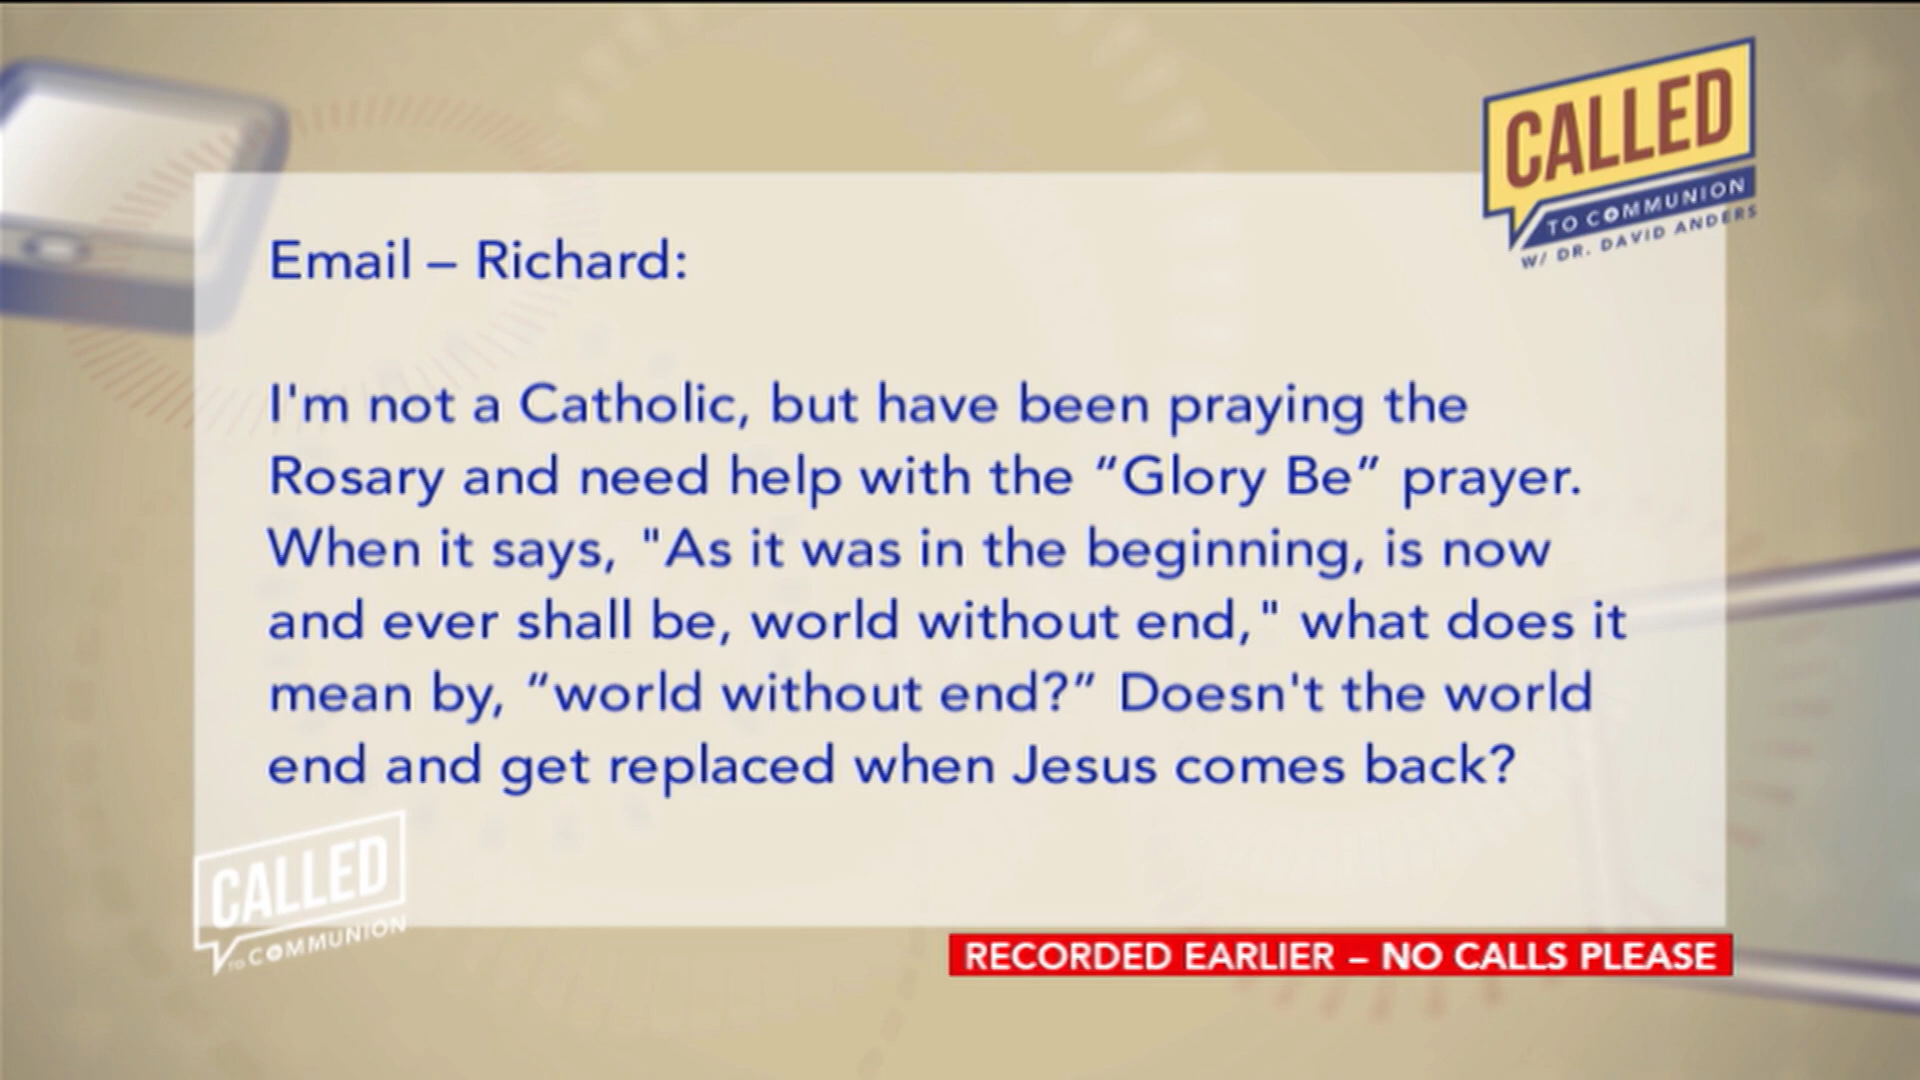 CALLED
TO COMMUNION
W/ DR. DAVID ANDERS
Email – Richard:
I'm not a Catholic, but have been praying the
Rosary and need help with the “Glory Be” prayer.
When it says, "As it was in the beginning, is now
and ever shall be, world without end," what does it
mean by, “world without end?” Doesn't the world
end and get replaced when Jesus comes back?
CALLED
TO COMMUNION
RECORDED EARLIER – NO CALLS PLEASE